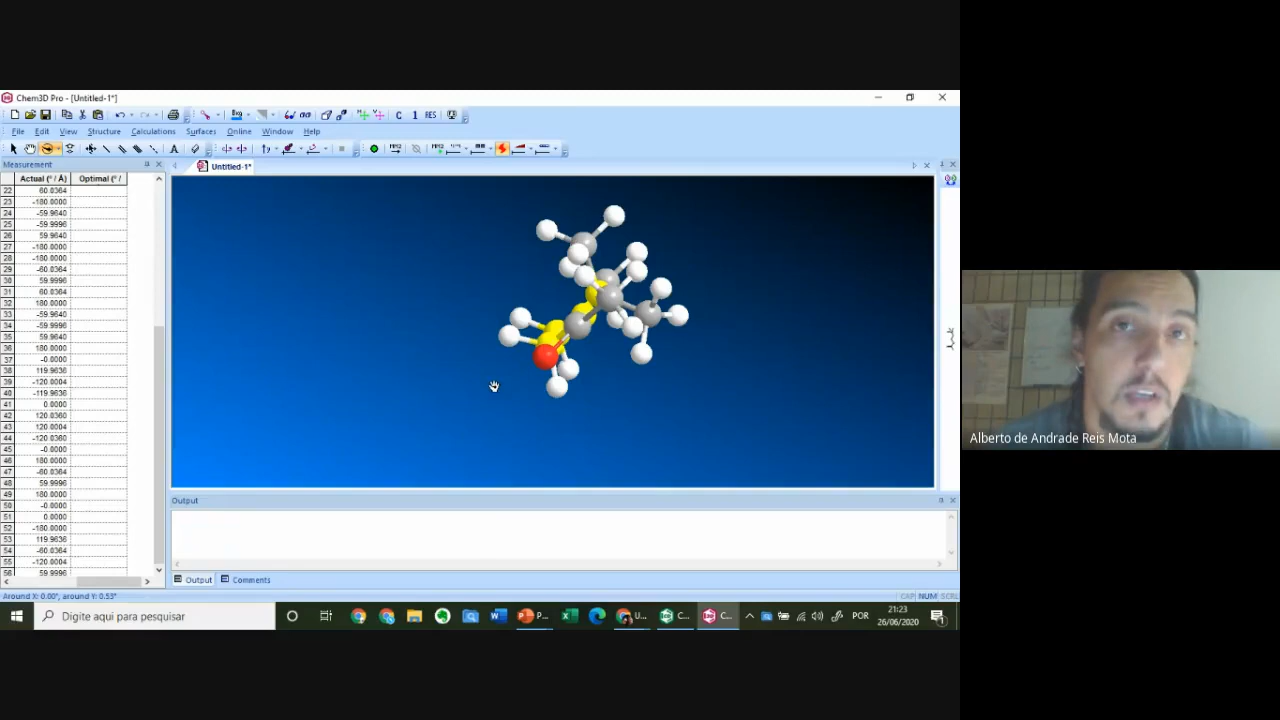 Chem3D Pro - [Untitled-1*]
C 1 RES
File Edit View Structure Calculations Surfaces Online Window Help
A
Measurement
Untitled-1*
Actual (° / Å) Optimal (° /
22 60.0364
23 -180.0000
24 -59.9640
25 -59.9996
26 59.9640
27 -180.0000
28 -180.0000
29 -60.0364
30 59.9996
31 60.0364
32 180.0000
33 -59.9640
34 -59.9996
35 59.9640
36 180.0000
37 -0.0000
38 119.9636
39 -120.0004
40 -119.9636
41 0.0000
42 120.0360
43 120.0004
44 -120.0360
45 -0.0000
46 180.0000
47 -60.0364
48 59.9996
49 180.0000
50 -0.0000
51 0.0000
52 -180.0000
53 119.9636
54 -60.0364
55 -120.0004
56 59.9996
Output
Output Comments
Around X: 0.00°, around Y: 0.53°
CAP NUM SCRL
Digite aqui para pesquisar
P... U... C... C...
POR
21:23
26/06/2020
1
Alberto de Andrade Reis Mota